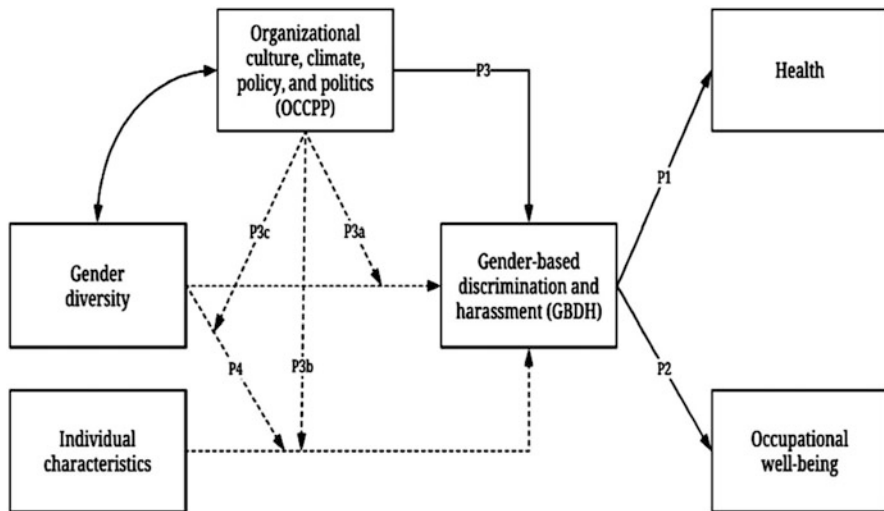 Organizational
culture, climate,
policy, and politics
(OCCPP)
P3
Health
P1
P3c
P3a
Gender
diversity
Gender-based
discrimination and
harassment (GBDH)
P4
P3b
P2
Individual
characteristics
Occupational
well-being